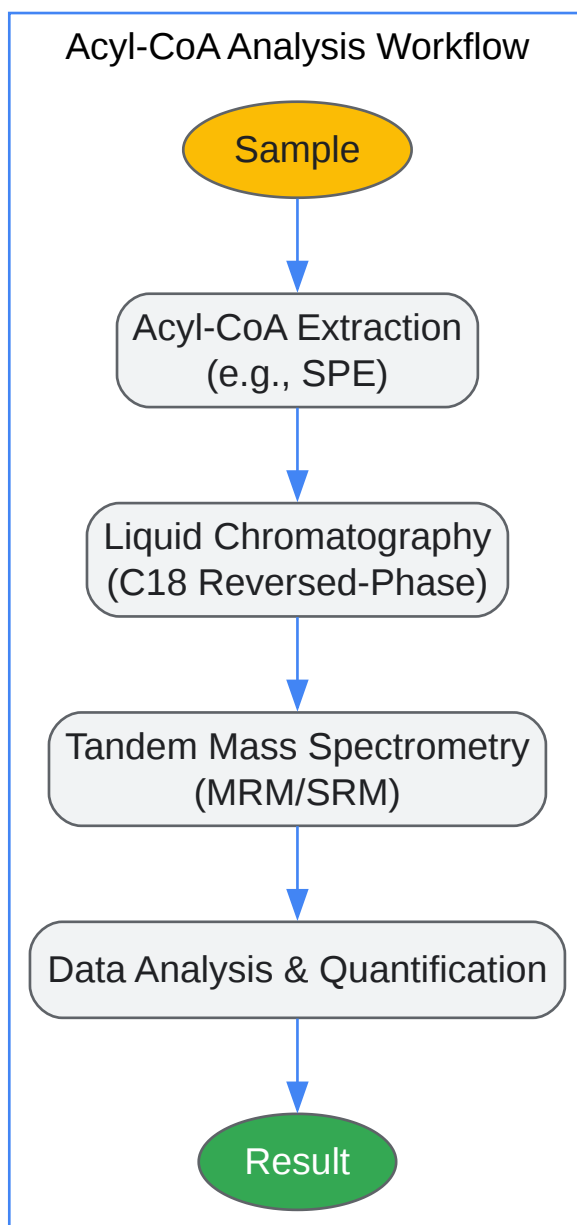 Acyl-CoA Analysis Workflow
Sample
Acyl-CoA Extraction
(e.g., SPE)
Liquid Chromatography
(C18 Reversed-Phase)
Tandem Mass Spectrometry
(MRM/SRM)
Data Analysis & Quantification
Result